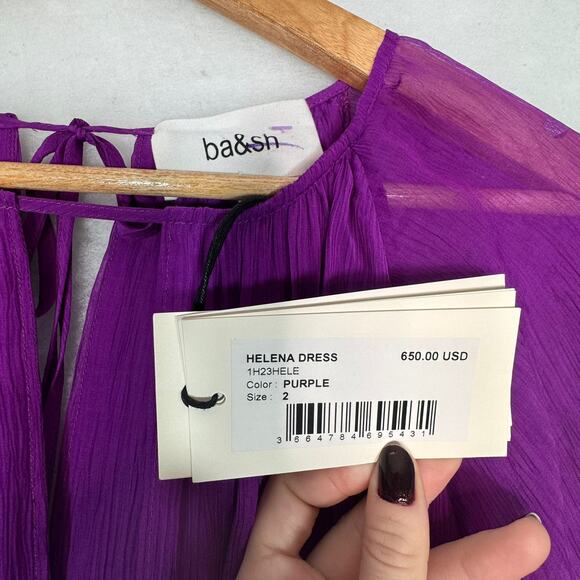 ba&sh
HELENA DRESS 650.00 USD
1H23HELE
Color : PURPLE
Size : 2
3664784695431